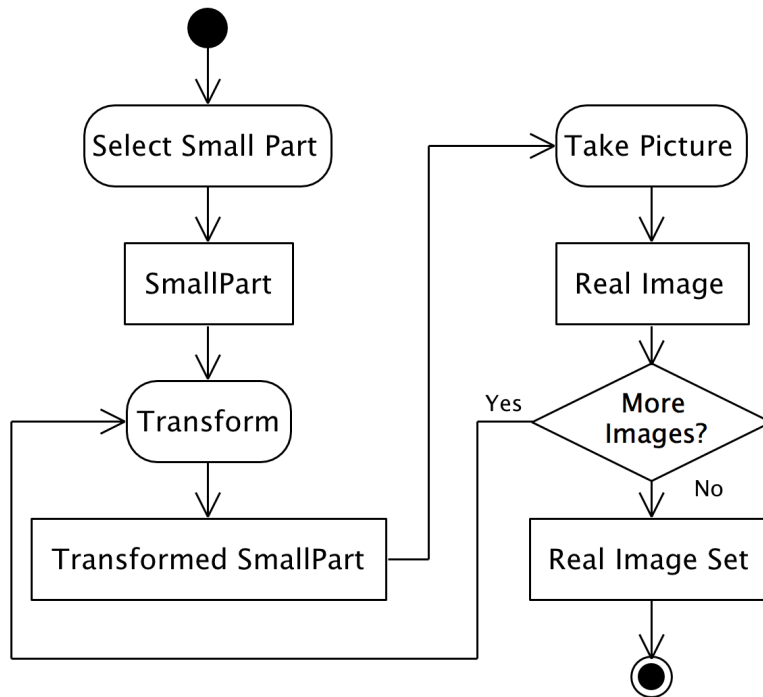 Select Small Part
SmallPart
Transform
Transformed SmallPart
Take Picture
Real Image
More
Images?
Yes
No
Real Image Set